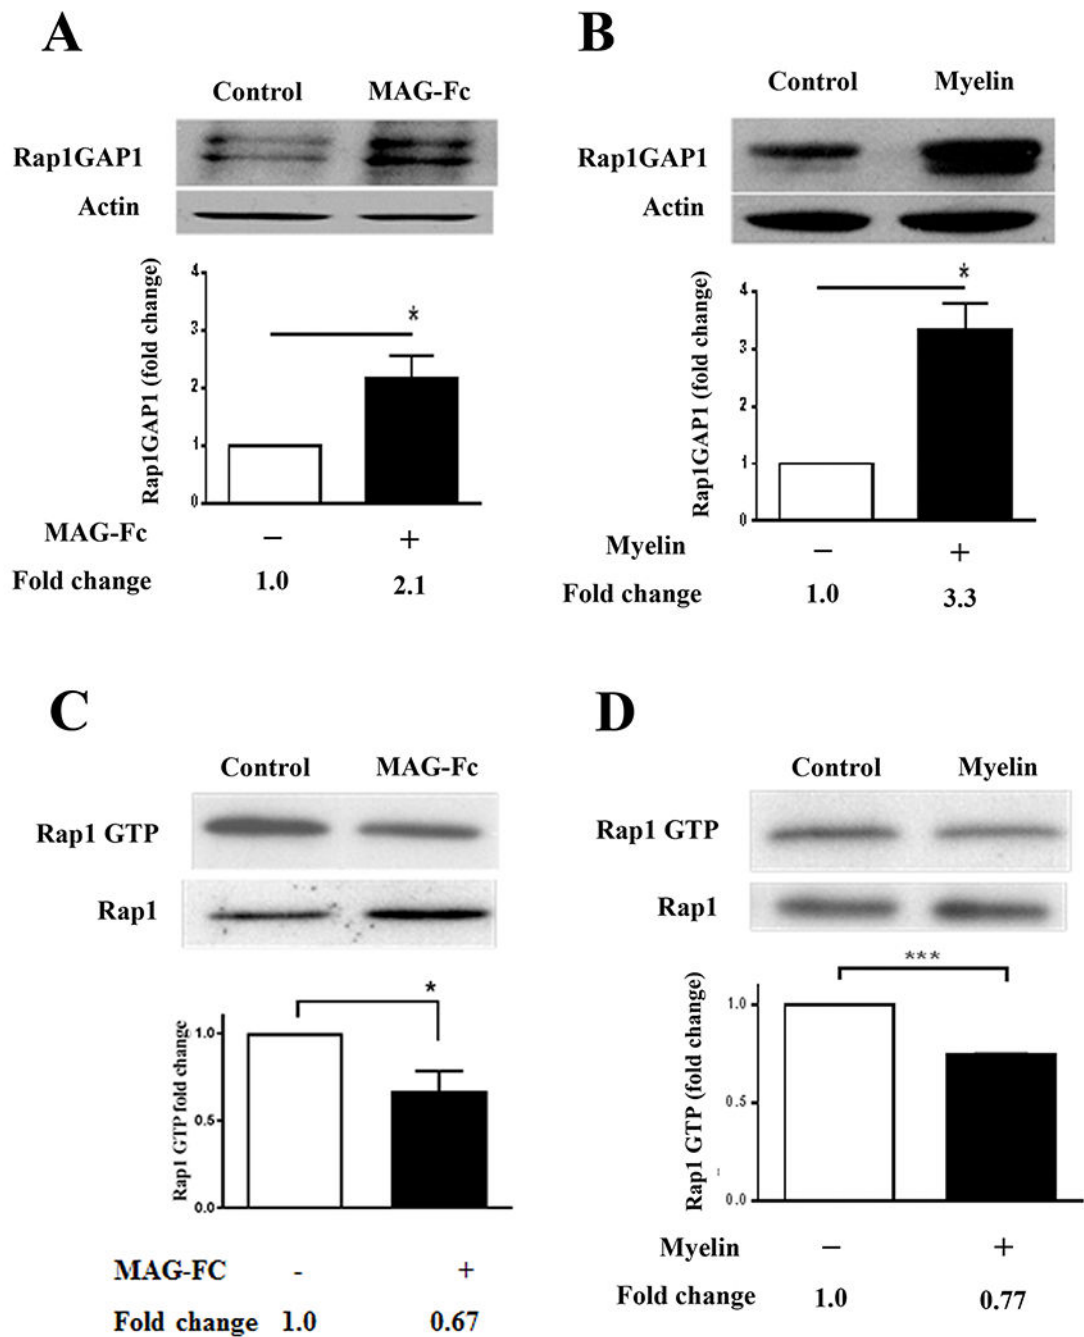 A
Control MAG-Fc
Rap1GAP1
Actin
Rap1GAP1 (fold change)
4
3
2
1
0
*
MAG-Fc − +
Fold change 1.0 2.1
B
Control Myelin
Rap1GAP1
Actin
Rap1GAP1 (fold change)
4
3
2
1
0
*
Myelin − +
Fold change 1.0 3.3
C
Control MAG-Fc
Rap1 GTP
Rap1
Rap1 GTP fold change
1.0
0.5
0.0
*
MAG-FC - +
Fold change 1.0 0.67
D
Control Myelin
Rap1 GTP
Rap1
Rap1 GTP (fold change)
1.0
0.5
0.0
***
Myelin − +
Fold change 1.0 0.77